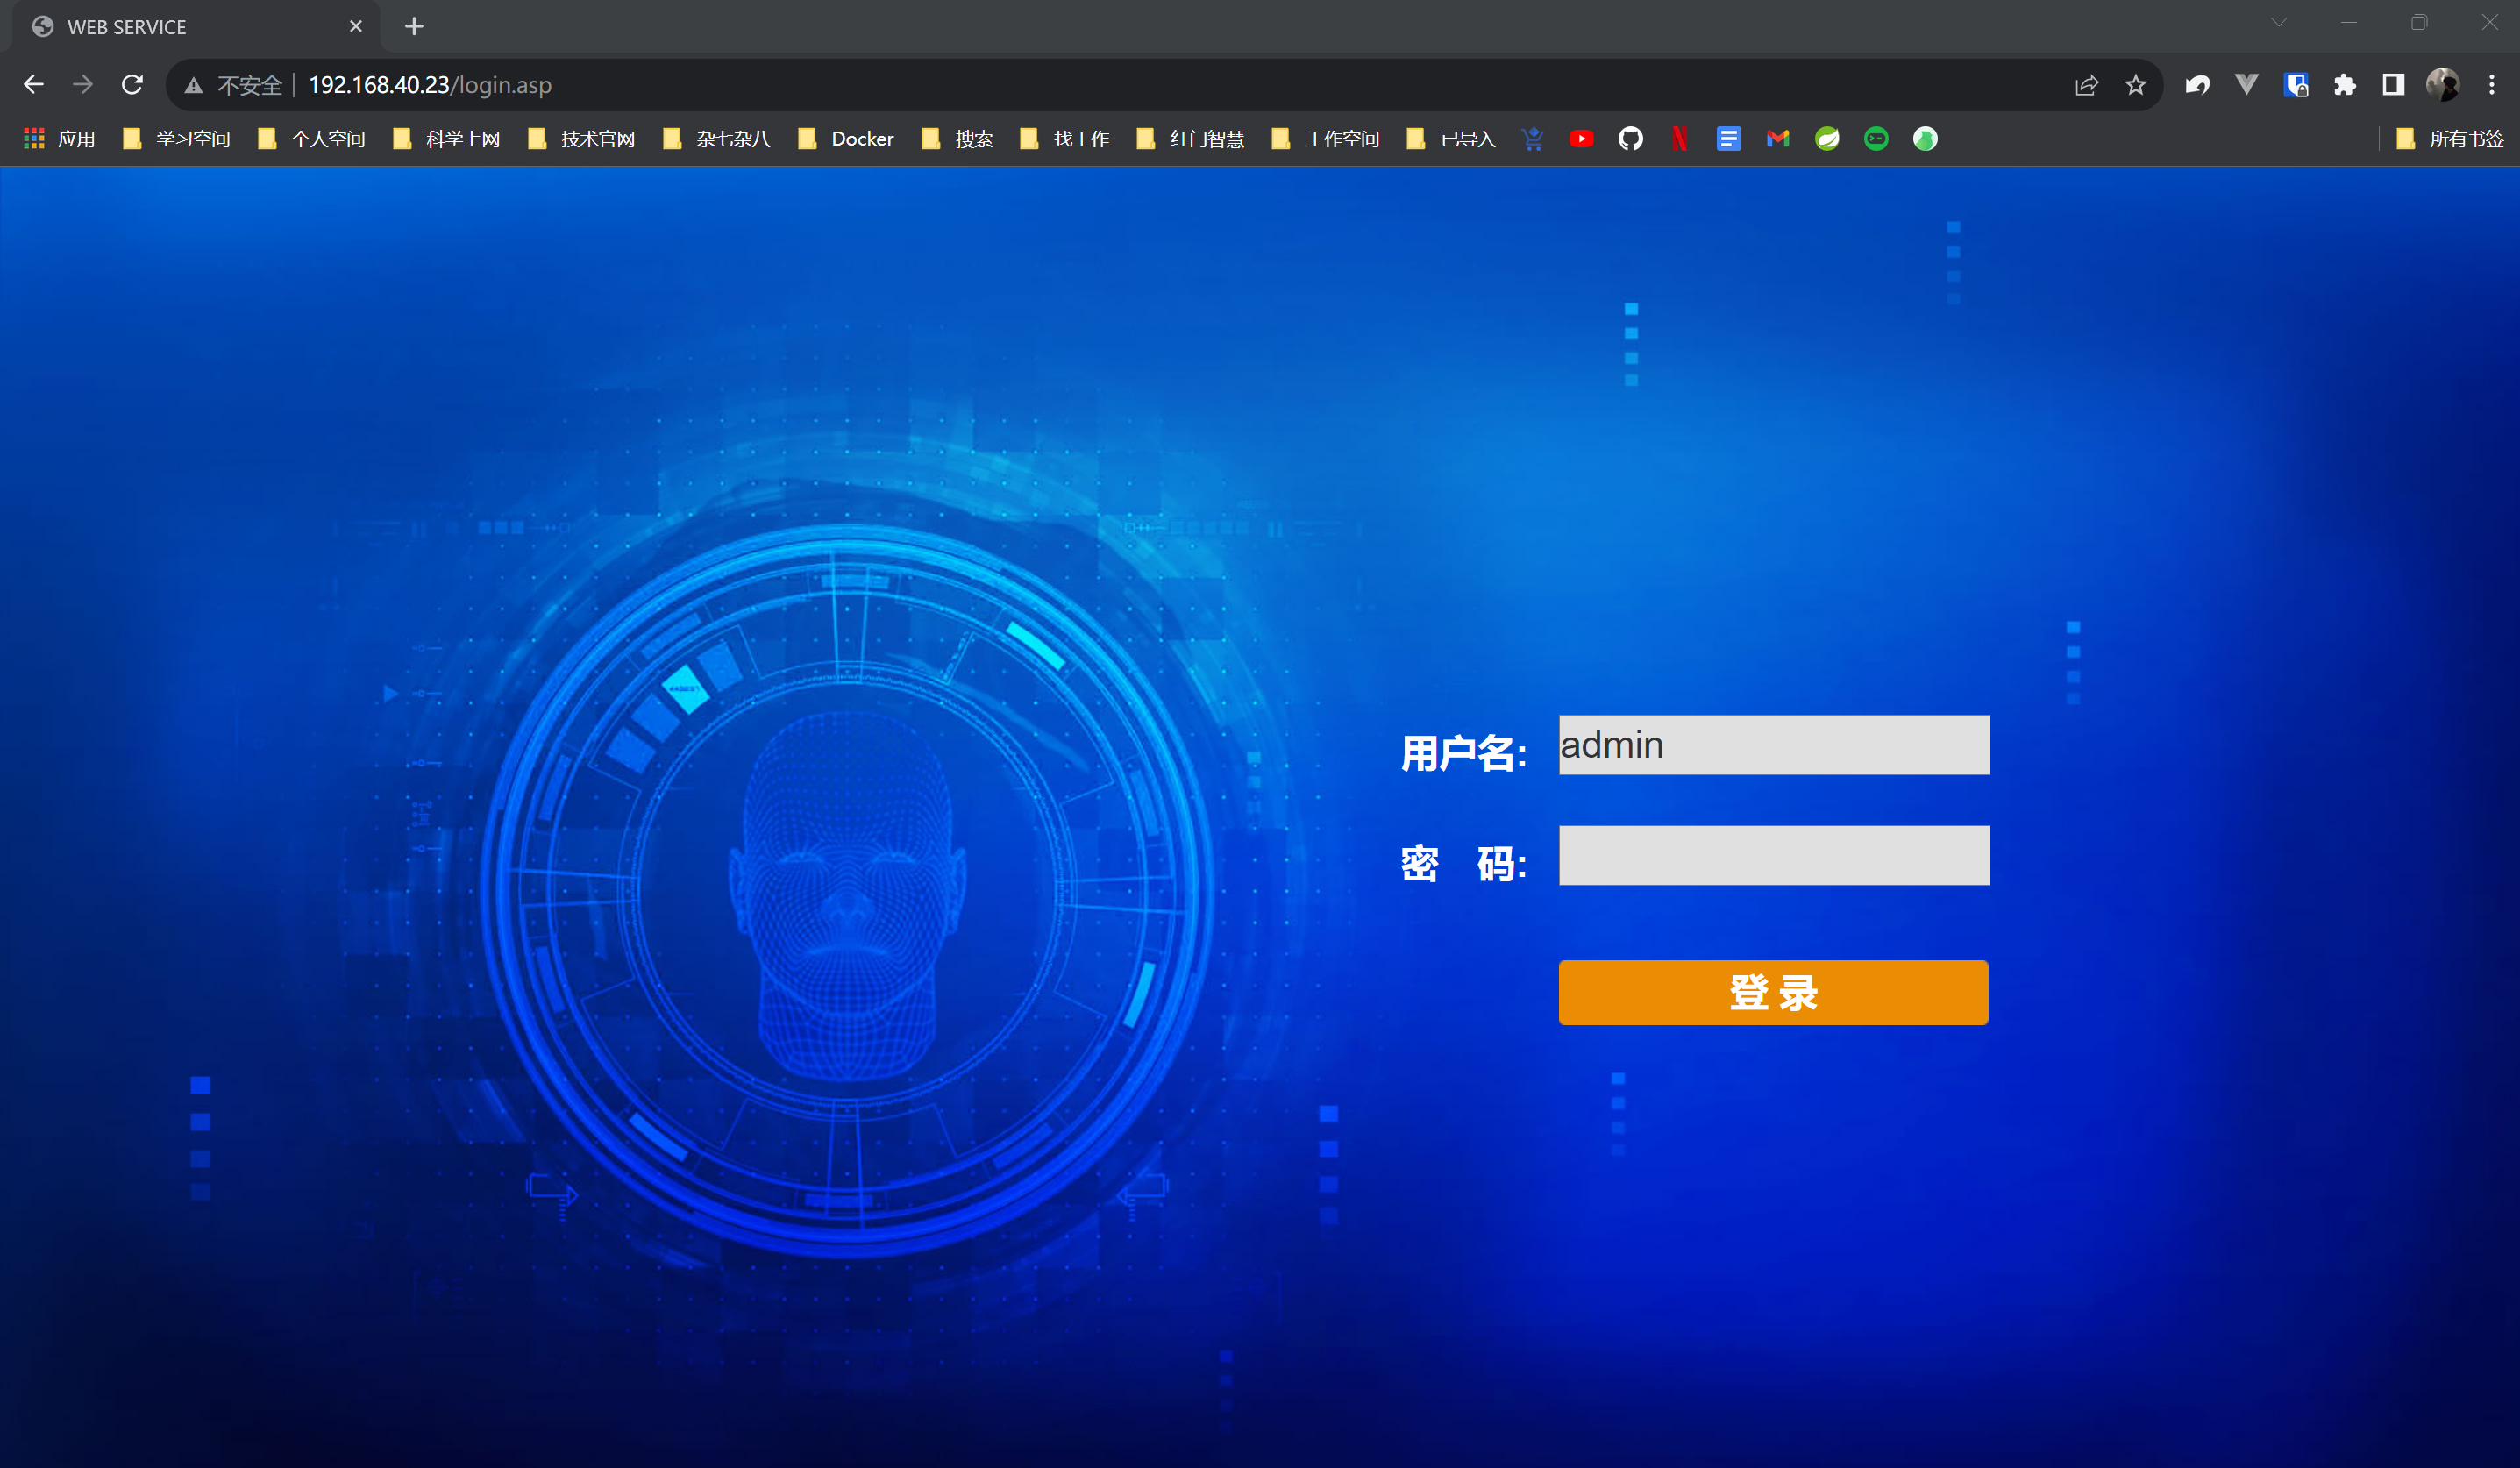 WEB SERVICE
不安全 192.168.40.23/login.asp
应用 学习空间 个人空间 科学上网 技术官网 杂七杂八 Docker 搜索 找工作 红门智慧 工作空间 已导入 所有书签
用户名: admin
密 码:
登 录